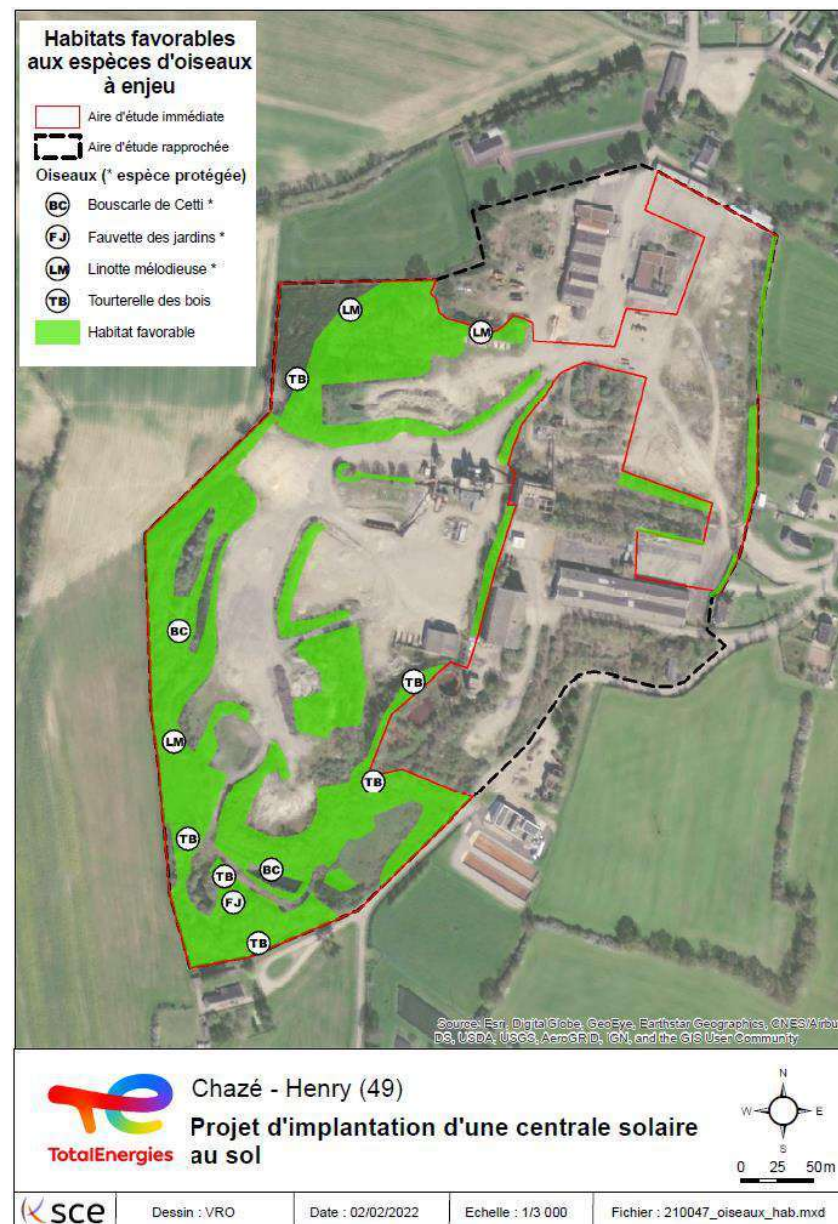 Habitats favorables
aux espèces d'oiseaux
à enjeu
Aire d'étude immédiate
Aire d'étude rapprochée
Oiseaux (* espèce protégée)
BC Bouscarle de Cetti *
FJ Fauvette des jardins *
LM Linotte mélodieuse *
TB Tourterelle des bois
Habitat favorable
LM
LM
TB
BC
TB
LM
TB
TB
BC
TB
FJ
TB
Source: Esri, DigitalGlobe, GeoEye, Earthstar Geographics, CNES/Airbu
DS, USDA, USGS, AeroGRID, IGN, and the GIS User Community
TotalEnergies
Chazé - Henry (49)
Projet d'implantation d'une centrale solaire
au sol
N
W E
S
0 25 50m
sce
Dessin : VRO
Date : 02/02/2022
Echelle : 1/3 000
Fichier : 210047_oiseaux_hab.mxd